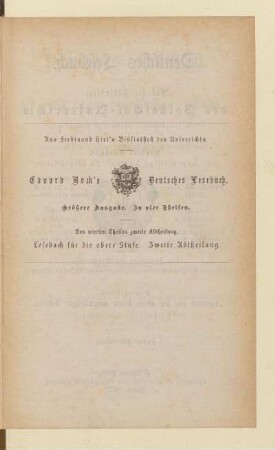 Aus Ferdinand Hirt's Bibliothek des Unterrichts.
Eduard Bock's Deutsches Lesebuch.
Größere Ausgabe. In vier Theilen.
Des vierten Theiles zweite Abtheilung.
Lesebuch für die obere Stufe. Zweite Abtheilung.